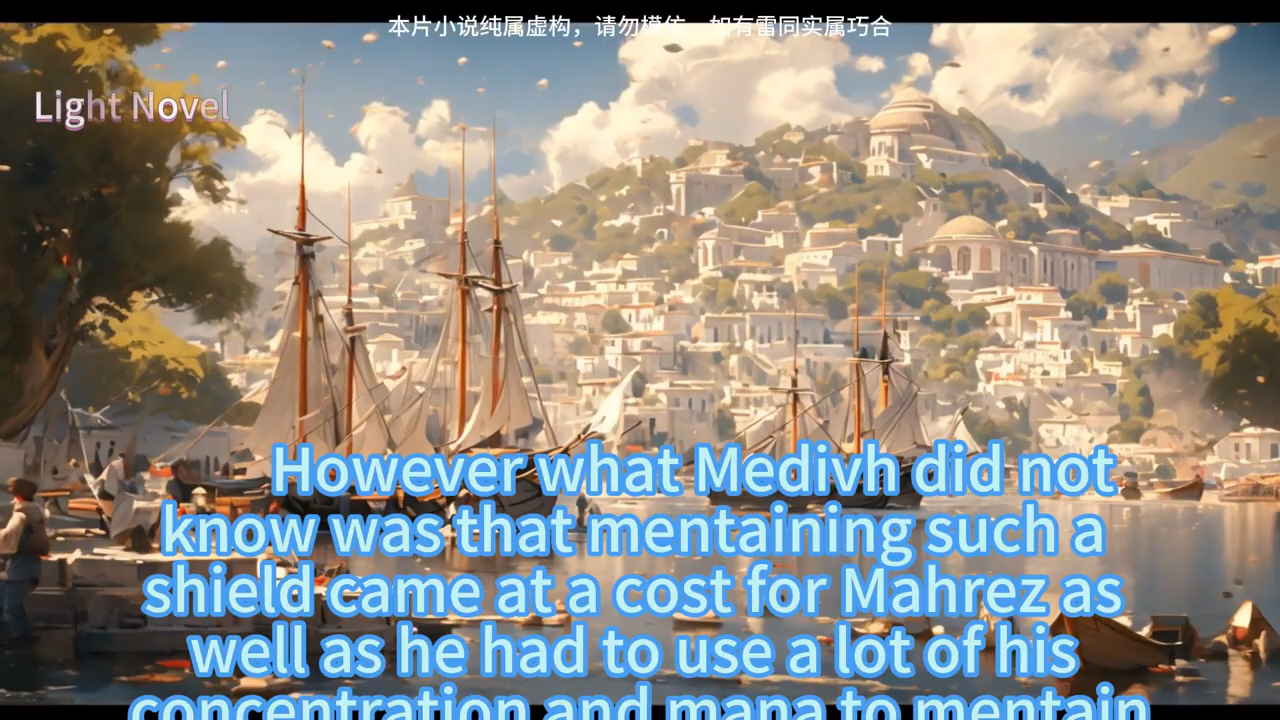 本片小说纯属虚构，请勿模仿，如有雷同实属巧合
Light Novel
However what Medivh did not
know was that mentaining such a
shield came at a cost for Mahrez as
well as he had to use a lot of his
concentration and mana to mentain